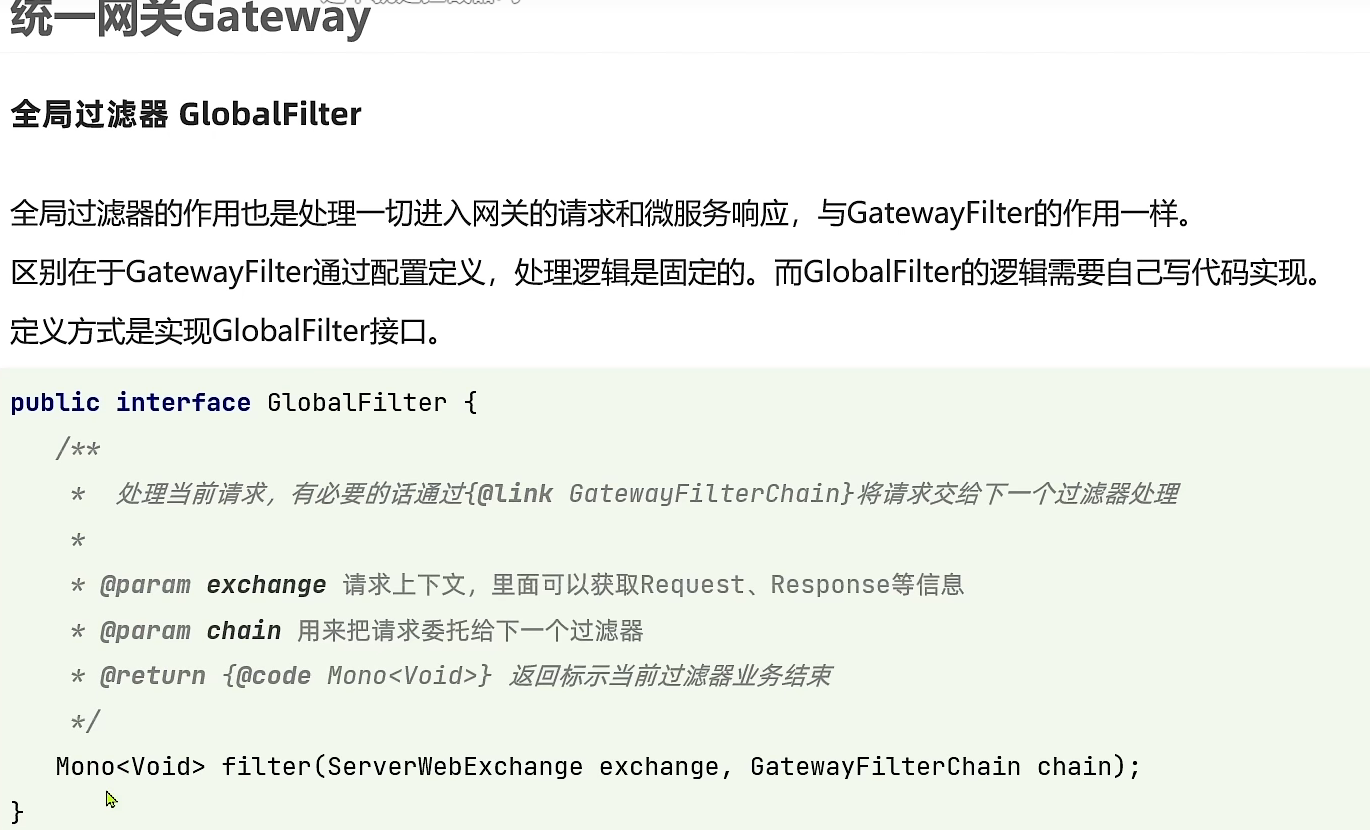 统一网关Gateway
全局过滤器 GlobalFilter
全局过滤器的作用也是处理一切进入网关的请求和微服务响应，与GatewayFilter的作用一样。
区别在于GatewayFilter通过配置定义，处理逻辑是固定的。而GlobalFilter的逻辑需要自己写代码实现。
定义方式是实现GlobalFilter接口。
public interface GlobalFilter {
/**
* 处理当前请求，有必要的话通过{@link GatewayFilterChain}将请求交给下一个过滤器处理
*
* @param exchange 请求上下文，里面可以获取Request、Response等信息
* @param chain 用来把请求委托给下一个过滤器
* @return {@code Mono<Void>} 返回标示当前过滤器业务结束
*/
Mono<Void> filter(ServerWebExchange exchange, GatewayFilterChain chain);
}